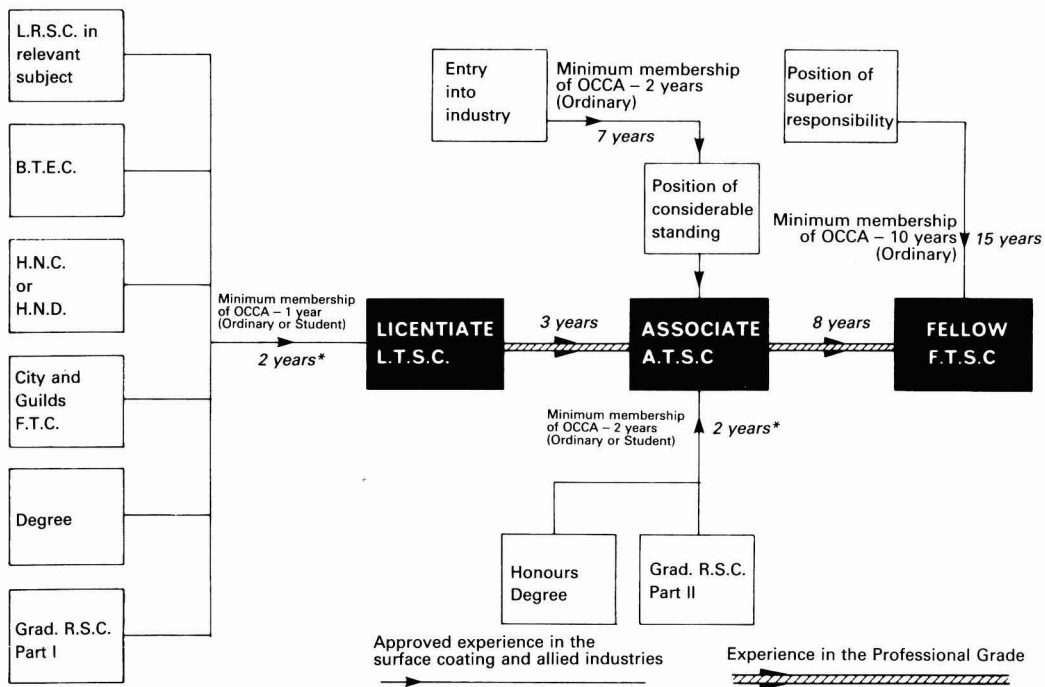 L.R.S.C. in
relevant
subject
B.T.E.C.
H.N.C.
or
H.N.D.
City and
Guilds
F.T.C.
Degree
Grad. R.S.C.
Part I
Minimum membership
of OCCA – 1 year
(Ordinary or Student)
2 years*
LICENTIATE
L.T.S.C.
3 years
Entry
into
industry
Minimum membership
of OCCA – 2 years
(Ordinary)
7 years
Position of
considerable
standing
ASSOCIATE
A.T.S.C
Minimum membership
of OCCA – 2 years
(Ordinary or Student)
2 years*
Honours
Degree
Grad. R.S.C.
Part II
8 years
Position of
superior
responsibility
Minimum membership
of OCCA – 10 years
(Ordinary)
15 years
FELLOW
F.T.S.C
Approved experience in the
surface coating and allied industries
Experience in the Professional Grade